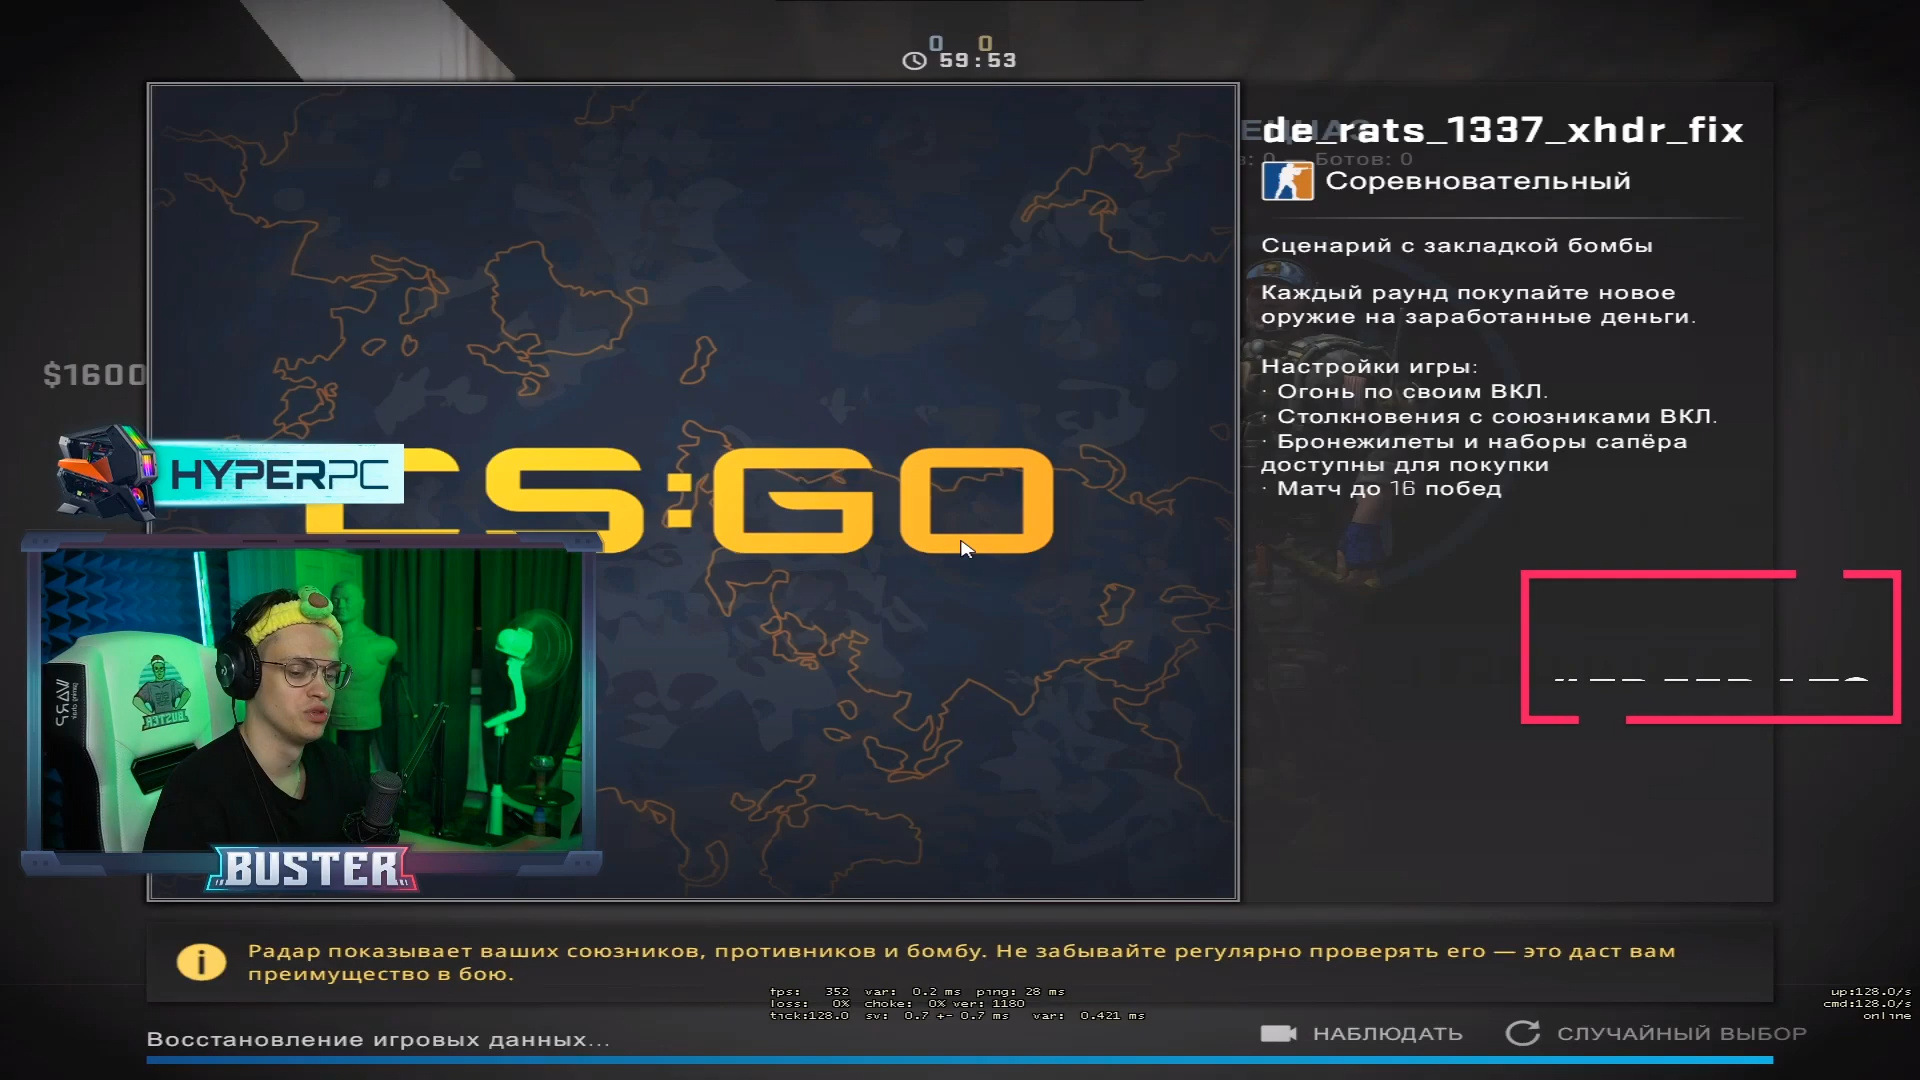 0 0
59:53
de_rats_1337_xhdr_fix
Ботов: 0
Соревновательный
Сценарий с закладкой бомбы
Каждый раунд покупайте новое
оружие на заработанные деньги.
Настройки игры:
· Огонь по своим ВКЛ.
· Столкновения с союзниками ВКЛ.
· Бронежилеты и наборы сапёра
доступны для покупки
· Матч до 16 побед
$1600
HYPERPC
CS:GO
BUSTER
BUSTER
Радар показывает ваших союзников, противников и бомбу. Не забывайте регулярно проверять его — это даст вам
преимущество в бою.
fps: 352 var: 0.2 ms ping: 28 ms
loss: 0% choke: 0% ver: 1180
tick:128.0 sv: 0.7 +- 0.7 ms var: 0.421 ms
up:128.0/s
cmd:128.0/s
online
Восстановление игровых данных...
НАБЛЮДАТЬ
СЛУЧАЙНЫЙ ВЫБОР